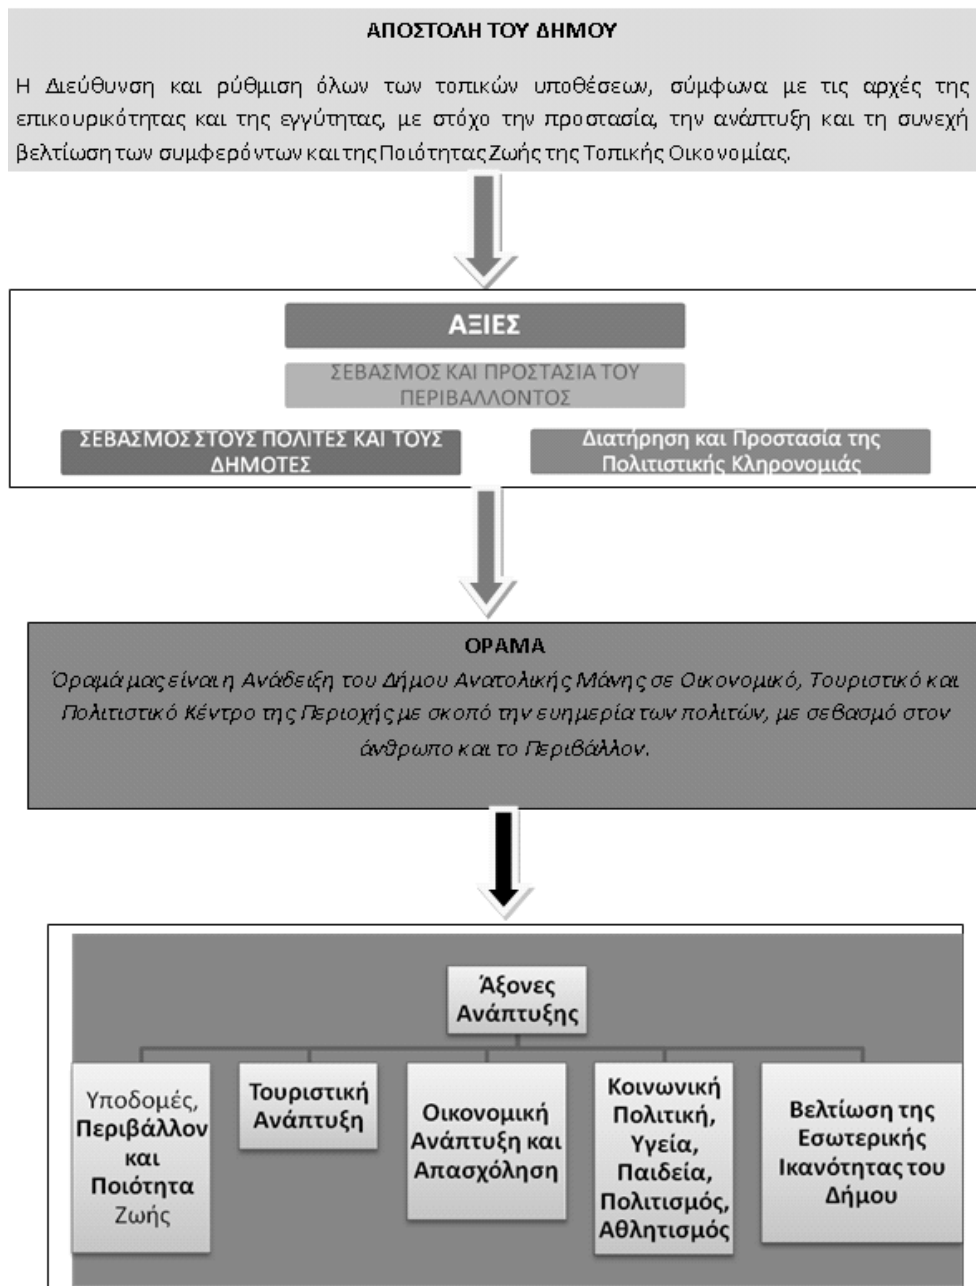 ΑΠΟΣΤΟΛΗ ΤΟΥ ΔΗΜΟΥ
Η Διεύθυνση και ρύθμιση όλων των τοπικών υποθέσεων, σύμφωνα με τις αρχές της
επικουρικότητας και της εγγύτητας, με στόχο την προστασία, την ανάπτυξη και τη συνεχή
βελτίωση των συμφερόντων και της Ποιότητας Ζωής της Τοπικής Οικονομίας.
ΑΞΙΕΣ
ΣΕΒΑΣΜΟΣ ΚΑΙ ΠΡΟΣΤΑΣΙΑ ΤΟΥ
ΠΕΡΙΒΑΛΛΟΝΤΟΣ
ΣΕΒΑΣΜΟΣ ΣΤΟΥΣ ΠΟΛΙΤΕΣ ΚΑΙ ΤΟΥΣ
ΔΗΜΟΤΕΣ
Διατήρηση και Προστασία της
Πολιτιστικής Κληρονομιάς
ΟΡΑΜΑ
Όραμά μας είναι η Ανάδειξη του Δήμου Ανατολικής Μάνης σε Οικονομικό, Τουριστικό και
Πολιτιστικό Κέντρο της Περιοχής με σκοπό την ευημερία των πολιτών, με σεβασμό στον
άνθρωπο και το Περιβάλλον.
Άξονες
Ανάπτυξης
Υποδομές,
Περιβάλλον
και
Ποιότητα
Ζωής
Τουριστική
Ανάπτυξη
Οικονομική
Ανάπτυξη και
Απασχόληση
Κοινωνική
Πολιτική,
Υγεία,
Παιδεία,
Πολιτισμός,
Αθλητισμός
Βελτίωση της
Εσωτερικής
Ικανότητας του
Δήμου